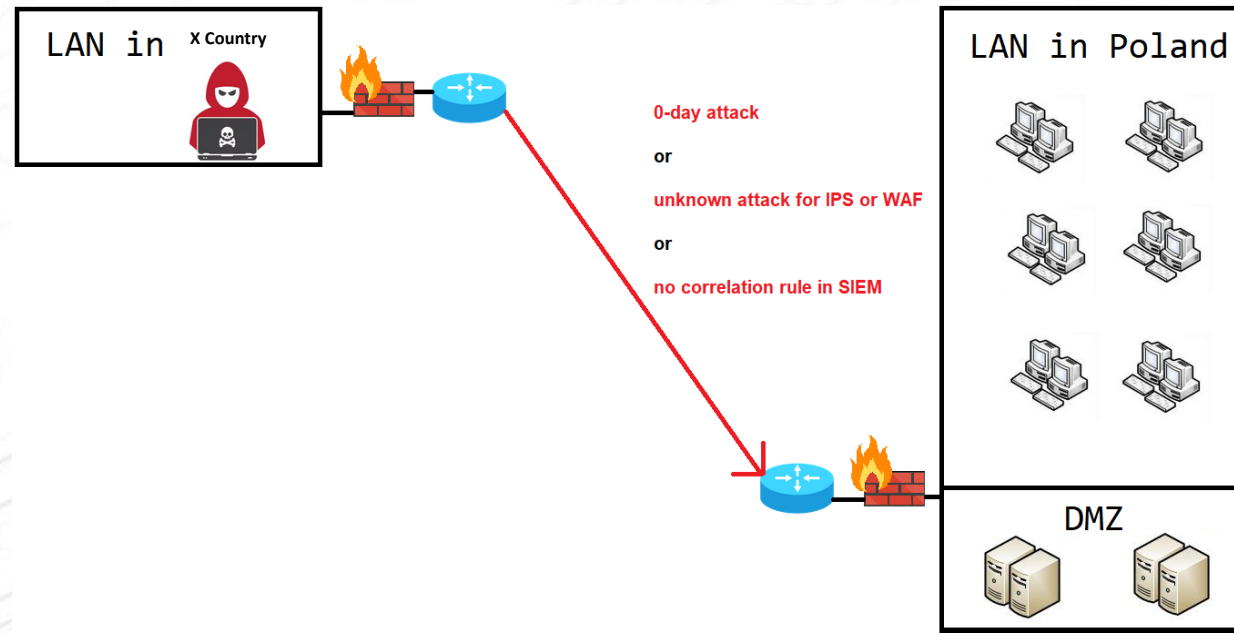 LAN in X Country
0-day attack
or
unknown attack for IPS or WAF
or
no correlation rule in SIEM
LAN in Poland
DMZ